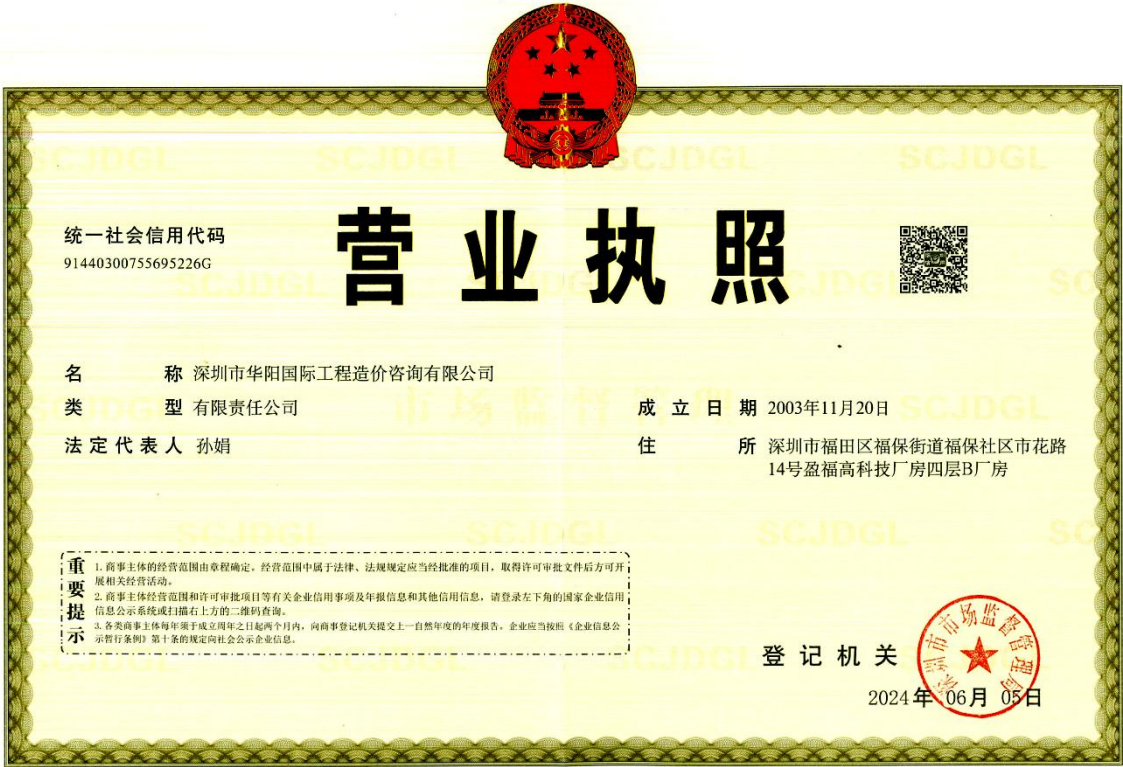 统一社会信用代码
91440300755695226G
营业执照
名称 深圳市华阳国际工程造价咨询有限公司
类型 有限责任公司
成立日期 2003年11月20日
法定代表人 孙娟
住所 深圳市福田区福保街道福保社区市花路
14号盈福高科技厂房四层B厂房
重要提示
1.商事主体的经营范围由章程确定，经营范围中属于法律、法规规定应当经批准的项目，取得许可审批文件后方可开
展相关经营活动。
2.商事主体经营范围和许可审批项目等有关企业信用事项及年报信息和其他信用信息，请登录左下角的国家企业信用
信息公示系统或扫描右上方的二维码查询。
3.各类商事主体每年须于成立周年之日起两个月内，向商事登记机关提交上一自然年度的年度报告，企业应当按照《企业信息公
示暂行条例》第十条的规定向社会公示企业信息。
登记机关
深圳市市场监督管理局
2024年06月05日
SCJDGL
市场监督管理